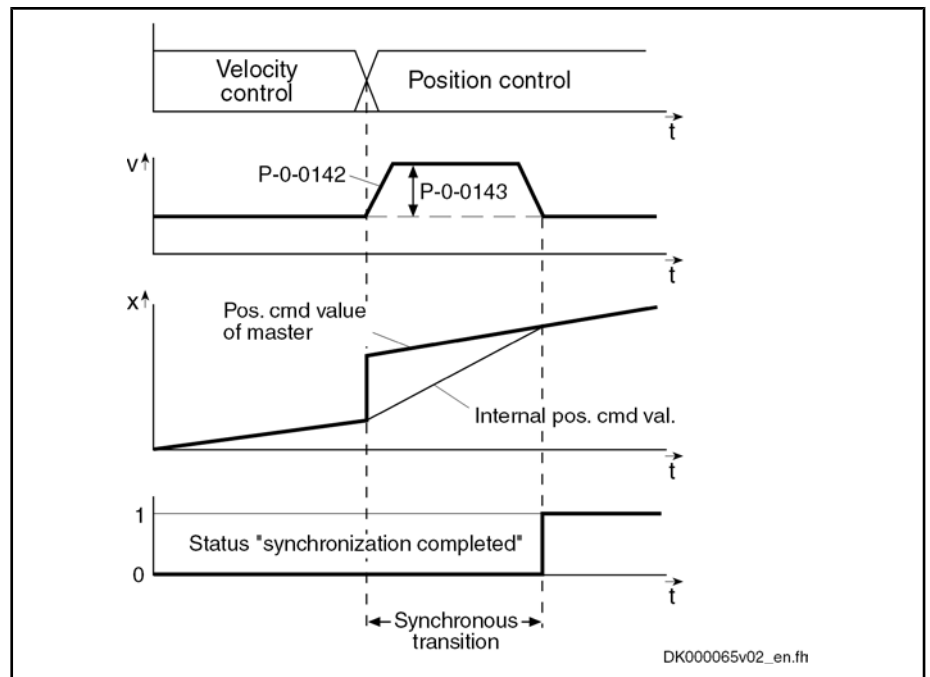 Velocity
control
Position control
t
v
P-0-0142
P-0-0143
t
x
Pos. cmd value
of master
Internal pos. cmd val.
t
1
Status "synchronization completed"
0
t
Synchronous
transition
DK000065v02_en.fh